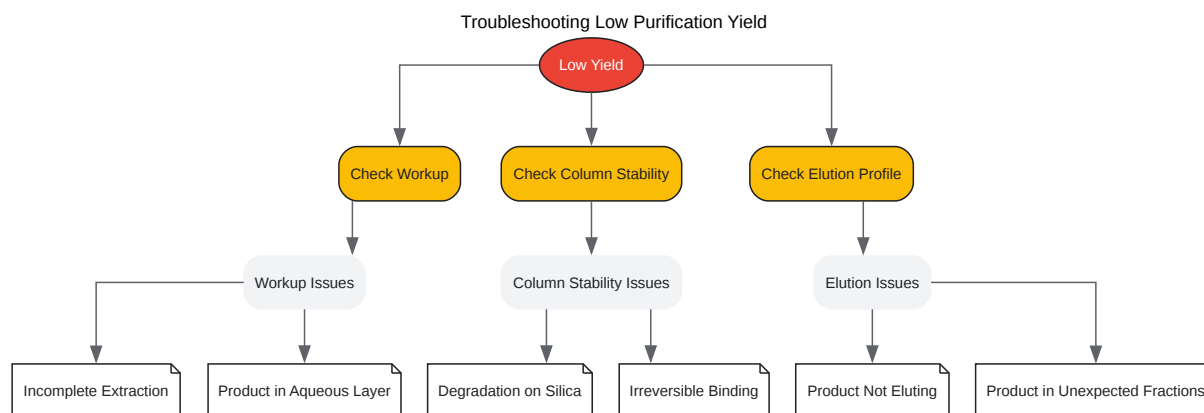 Troubleshooting Low Purification Yield
Low Yield
Check Workup
Check Column Stability
Check Elution Profile
Workup Issues
Column Stability Issues
Elution Issues
Incomplete Extraction
Product in Aqueous Layer
Degradation on Silica
Irreversible Binding
Product Not Eluting
Product in Unexpected Fractions